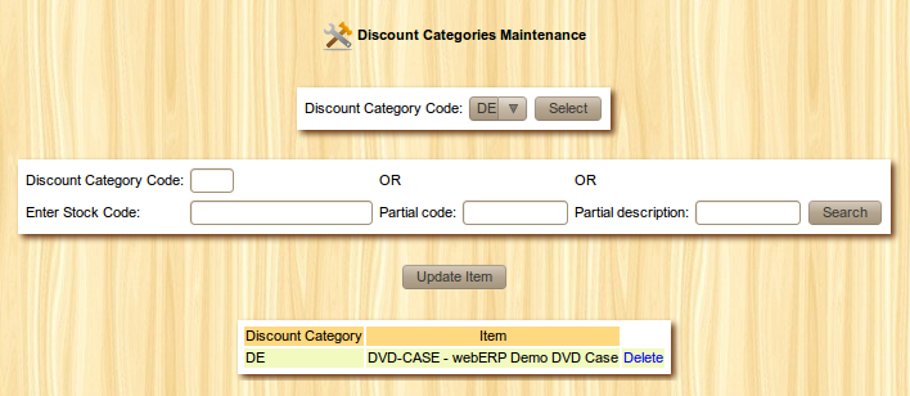 Discount Categories Maintenance
Discount Category Code: DE Select
Discount Category Code: OR OR
Enter Stock Code: Partial code: Partial description: Search
Update Item
Discount Category Item
DE DVD-CASE - webERP Demo DVD Case Delete